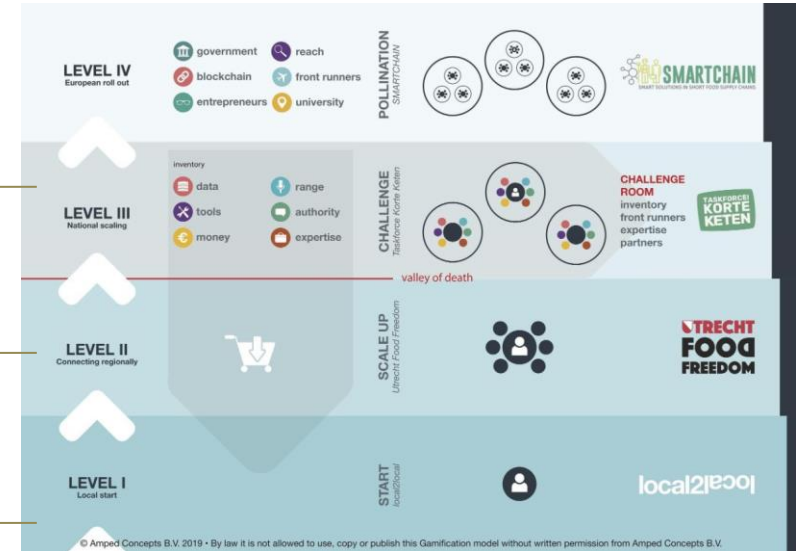 LEVEL IV
European roll out
government
blockchain
entrepreneurs
reach
front runners
university
POLLINATION
SMARTCHAIN
SMARTCHAIN
SMART SOLUTIONS IN SHORT FOOD SUPPLY CHAINS
LEVEL III
National scaling
inventory
data
tools
money
range
authority
expertise
CHALLENGE
Taskforce Korte Keten
CHALLENGE
ROOM
inventory
front runners
expertise
partners
TASKFORCE!
KORTE
KETEN
valley of death
LEVEL II
Connecting regionally
SCALE UP
Utrecht Food Freedom
UTRECHT
FOOD
FREEDOM
LEVEL I
Local start
START
local2local
local2local
© Amped Concepts B.V. 2019 • By law it is not allowed to use, copy or publish this Gamification model without written permission from Amped Concepts B.V.